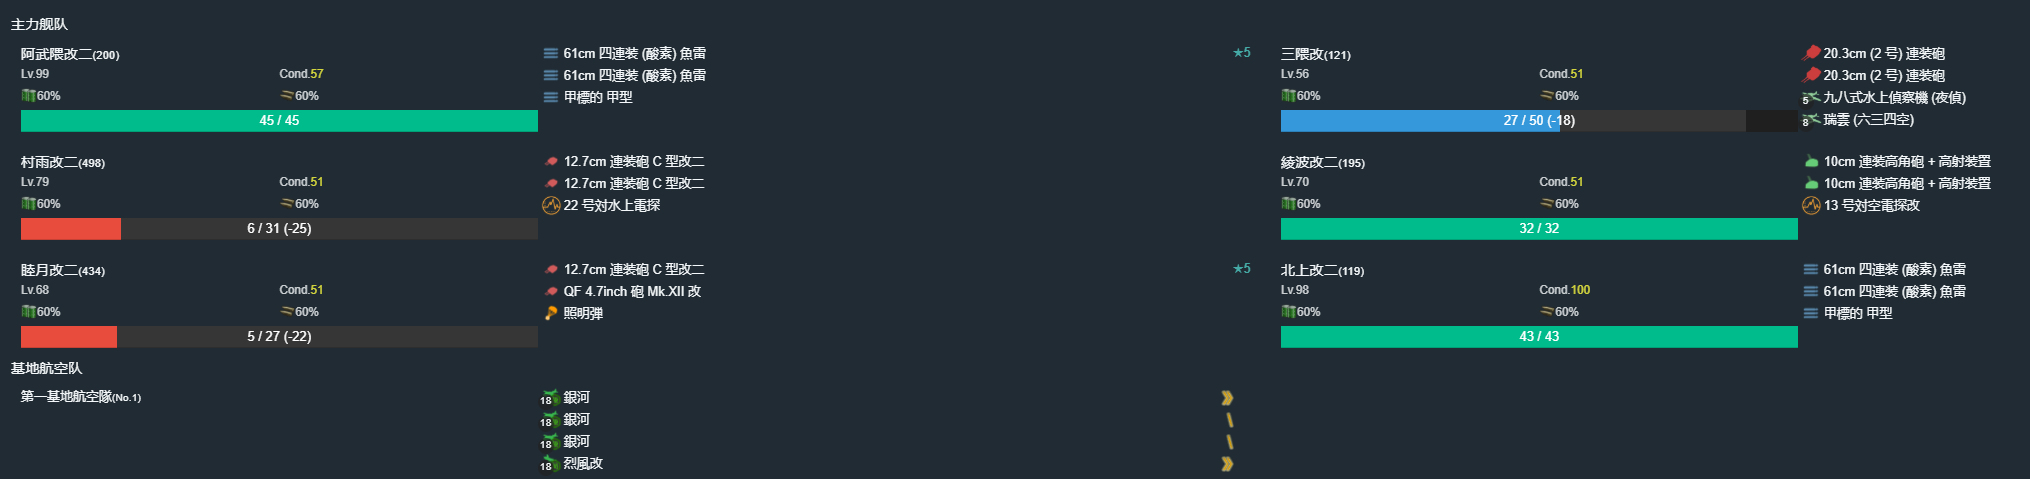 主力舰队
阿武隈改二(200)
Lv.99 Cond.57
60% 60%
45 / 45
61cm 四連装 (酸素) 魚雷 ★5
61cm 四連装 (酸素) 魚雷
甲標的 甲型
三隈改(121)
Lv.56 Cond.51
60% 60%
27 / 50 (-18)
20.3cm (2 号) 連装砲
20.3cm (2 号) 連装砲
5 九八式水上偵察機 (夜偵)
8 瑞雲 (六三四空)
村雨改二(498)
Lv.79 Cond.51
60% 60%
6 / 31 (-25)
12.7cm 連装砲 C 型改二
12.7cm 連装砲 C 型改二
22 号対水上電探
綾波改二(195)
Lv.70 Cond.51
60% 60%
32 / 32
10cm 連装高角砲 + 高射装置
10cm 連装高角砲 + 高射装置
13 号対空電探改
睦月改二(434)
Lv.68 Cond.51
60% 60%
5 / 27 (-22)
12.7cm 連装砲 C 型改二 ★5
QF 4.7inch 砲 Mk.XII 改
照明弾
北上改二(119)
Lv.98 Cond.100
60% 60%
43 / 43
61cm 四連装 (酸素) 魚雷
61cm 四連装 (酸素) 魚雷
甲標的 甲型
基地航空队
第一基地航空隊(No.1)
18 銀河
18 銀河
18 銀河
18 烈風改